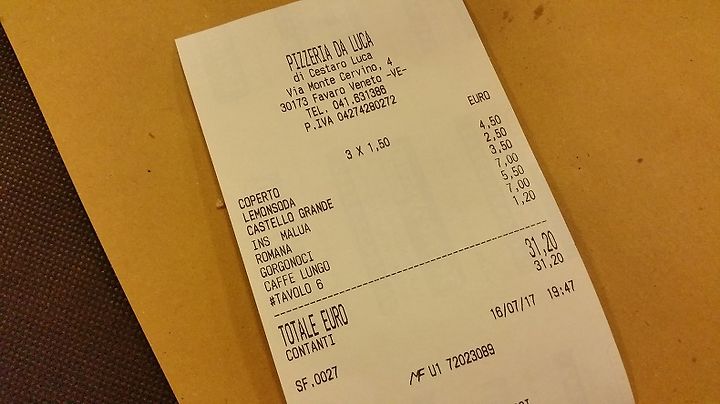 PIZZERIA DA LUCA
di Cestaro Luca
Via Monte Cervino, 4
30173 Favaro Veneto -VE-
TEL. 041.631386
P.IVA 04274280272
EURO
3 X 1,50
COPERTO 4,50
LEMONSODA 2,50
CASTELLO GRANDE 3,50
INS MALUA 7,00
ROMANA 5,50
GORGONOCI 7,00
CAFFE LUNGO 1,20
#TAVOLO 6
TOTALE EURO 31,20
CONTANTI 31,20
16/07/17 19:47
SF.0027
MF U1 72023089